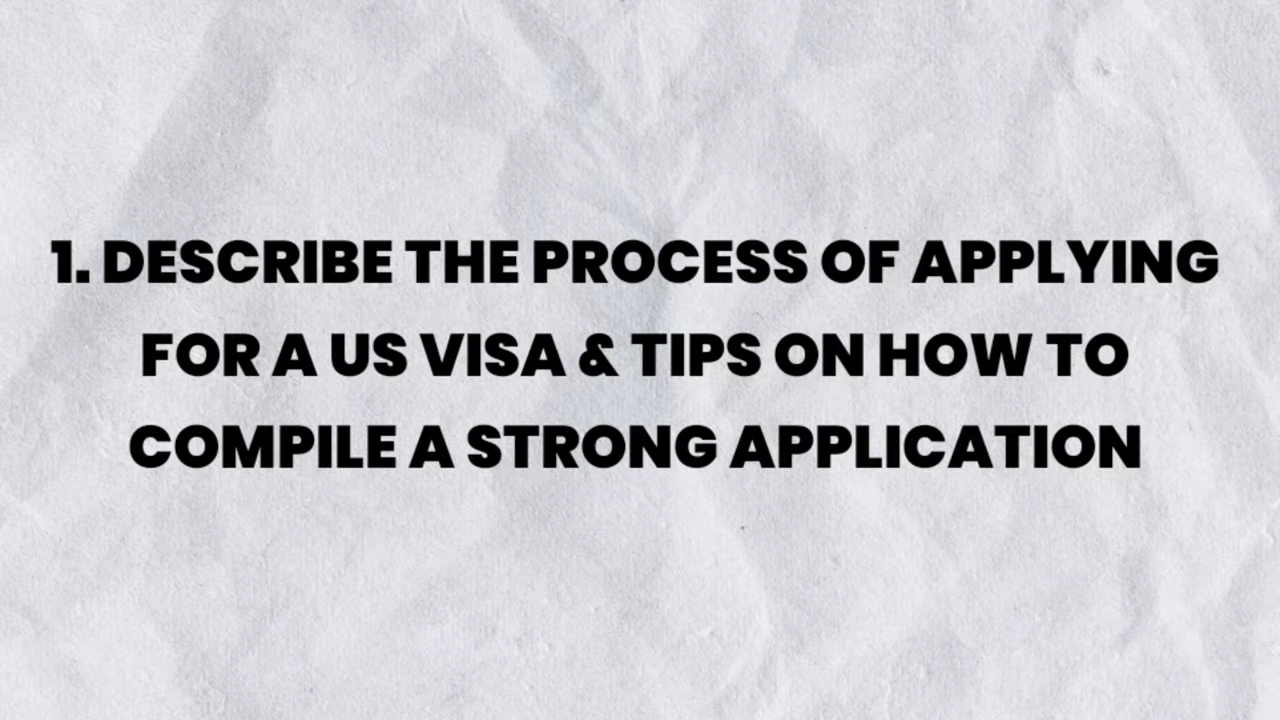 1. DESCRIBE THE PROCESS OF APPLYING
FOR A US VISA & TIPS ON HOW TO
COMPILE A STRONG APPLICATION